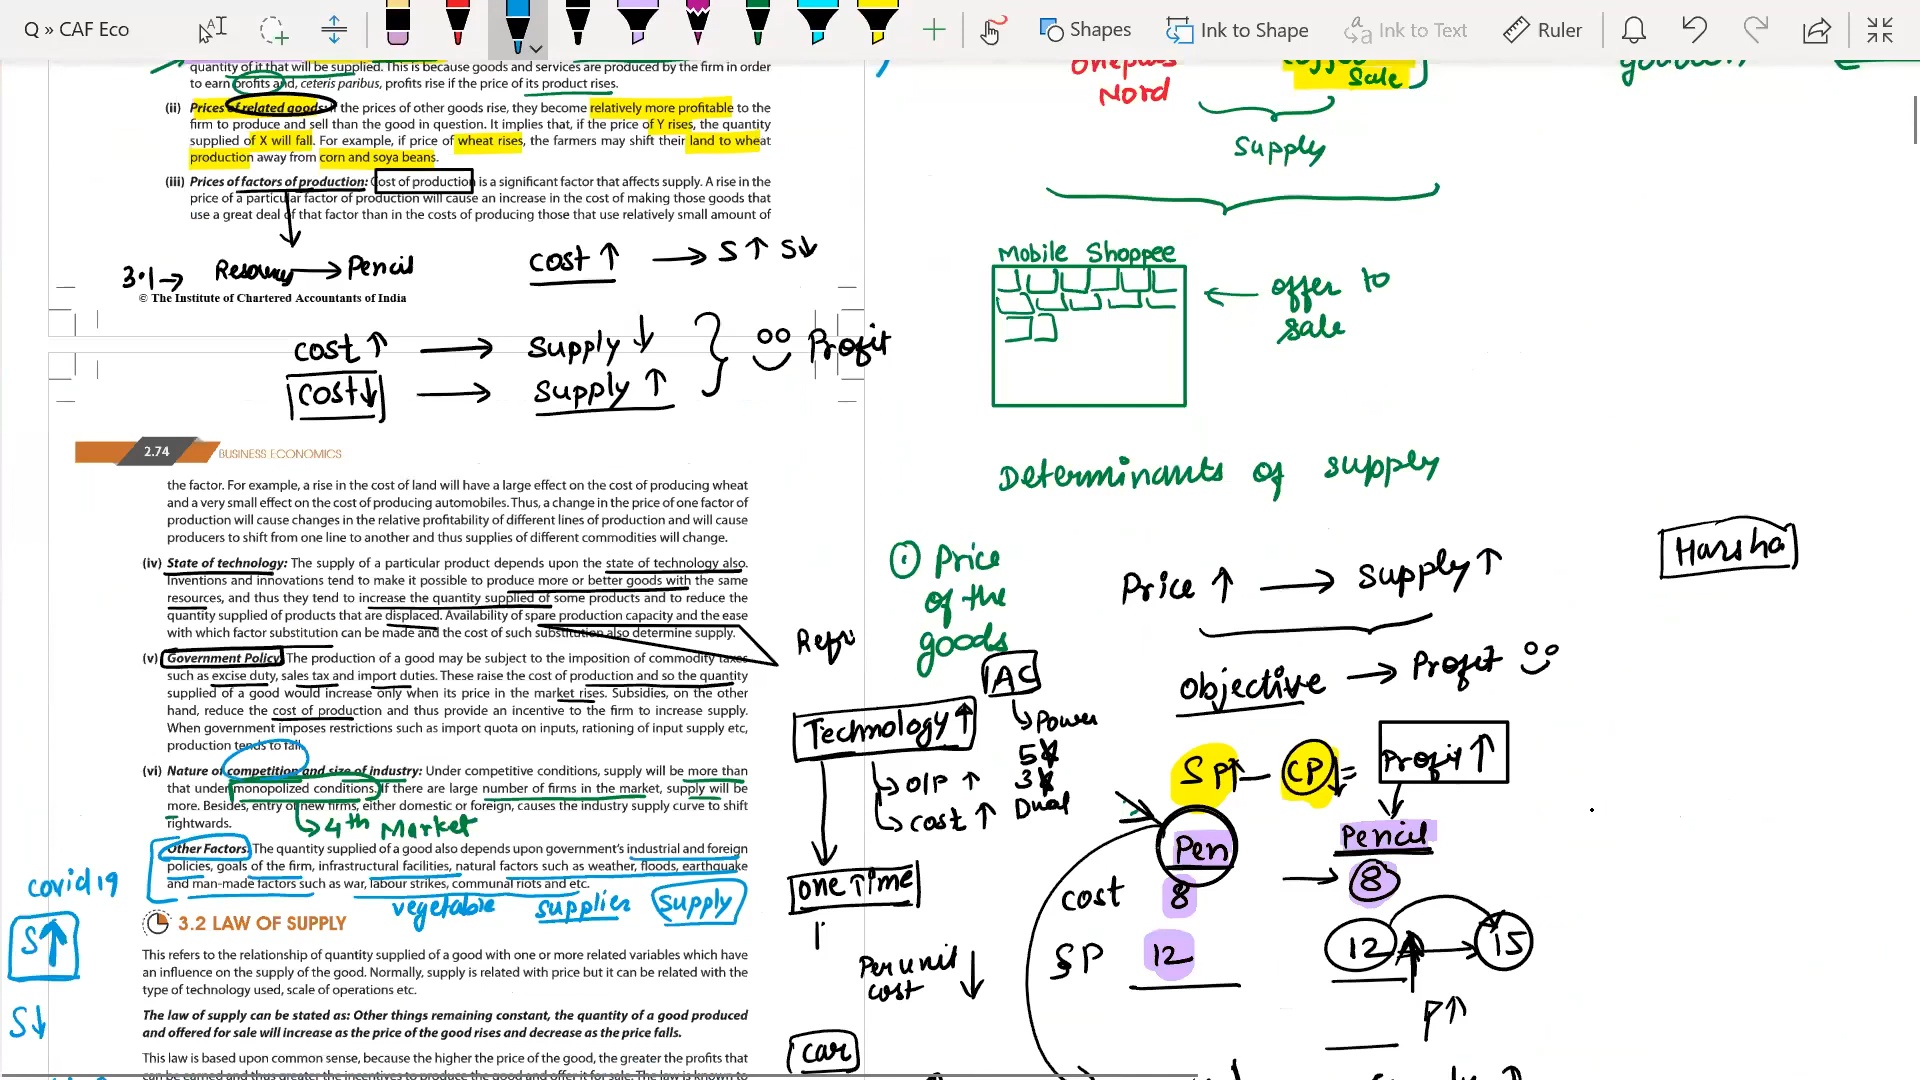 Q » CAF Eco
Shapes
Ink to Shape
Ink to Text
Ruler
quantity of it that will be supplied. This is because goods and services are produced by the firm in order
to earn profits and, ceteris paribus, profits rise if the price of its product rises.
(ii) Prices of related goods: If the prices of other goods rise, they become relatively more profitable to the
firm to produce and sell than the good in question. It implies that, if the price of Y rises, the quantity
supplied of X will fall. For example, if price of wheat rises, the farmers may shift their land to wheat
production away from corn and soya beans.
(iii) Prices of factors of production: Cost of production is a significant factor that affects supply. A rise in the
price of a particular factor of production will cause an increase in the cost of making those goods that
use a great deal of that factor than in the costs of producing those that use relatively small amount of
3.1 → Resources → Pencil
cost ↑ → S ↑ S↓
© The Institute of Chartered Accountants of India
cost ↑ → supply ↓
cost↓ → supply ↑
Profit
2.74 BUSINESS ECONOMICS
the factor. For example, a rise in the cost of land will have a large effect on the cost of producing wheat
and a very small effect on the cost of producing automobiles. Thus, a change in the price of one factor of
production will cause changes in the relative profitability of different lines of production and will cause
producers to shift from one line to another and thus supplies of different commodities will change.
(iv) State of technology: The supply of a particular product depends upon the state of technology also.
Inventions and innovations tend to make it possible to produce more or better goods with the same
resources, and thus they tend to increase the quantity supplied of some products and to reduce the
quantity supplied of products that are displaced. Availability of spare production capacity and the ease
with which factor substitution can be made and the cost of such substitution also determine supply.
(v) Government Policy: The production of a good may be subject to the imposition of commodity taxes
such as excise duty, sales tax and import duties. These raise the cost of production and so the quantity
supplied of a good would increase only when its price in the market rises. Subsidies, on the other
hand, reduce the cost of production and thus provide an incentive to the firm to increase supply.
When government imposes restrictions such as import quota on inputs, rationing of input supply etc,
production tends to fall.
(vi) Nature of competition and size of industry: Under competitive conditions, supply will be more than
that under monopolized conditions. If there are large number of firms in the market, supply will be
more. Besides, entry of new firms, either domestic or foreign, causes the industry supply curve to shift
rightwards.
4th Market
Other Factors: The quantity supplied of a good also depends upon government's industrial and foreign
policies, goals of the firm, infrastructural facilities, natural factors such as weather, floods, earthquake
and man-made factors such as war, labour strikes, communal riots and etc.
covid 19
S↑
S↓
vegetable supplier supply
3.2 LAW OF SUPPLY
This refers to the relationship of quantity supplied of a good with one or more related variables which have
an influence on the supply of the good. Normally, supply is related with price but it can be related with the
type of technology used, scale of operations etc.
The law of supply can be stated as: Other things remaining constant, the quantity of a good produced
and offered for sale will increase as the price of the good rises and decrease as the price falls.
This law is based upon common sense, because the higher the price of the good, the greater the profits that
can be earned and thus greater the incentives to produce the good and offer it for sale. The law is known to
oneplus
Nord
Sale
supply
Mobile Shoppee
← offer to
sale
Determinants of supply
① Price
of the
goods
Price ↑ → supply ↑
Harsha
objective → Profit
Refri
AC
Power
5
3
Dual
Technology ↑
O/P ↑
cost ↑
one Time
Per unit
cost ↓
car
SP↑ — CP↓ = Profit ↑
Pen Pencil
cost 8 → 8
SP 12 12 → 15
P↑